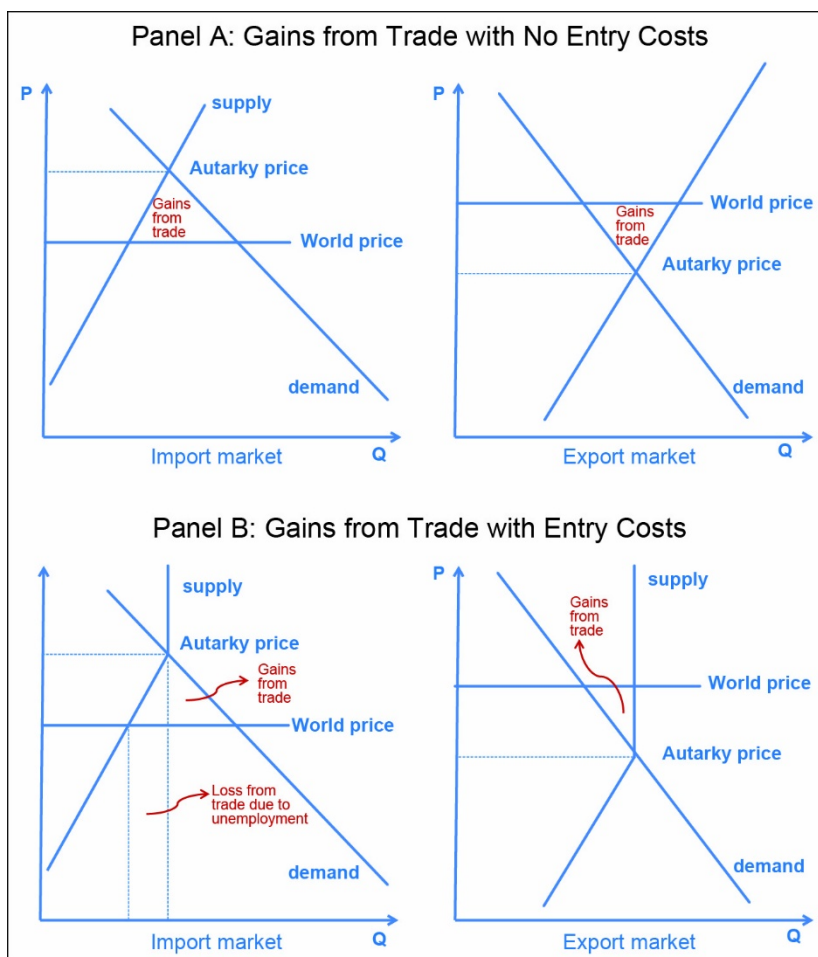 Panel A: Gains from Trade with No Entry Costs
P
supply
Autarky price
Gains
from
trade
World price
demand
Q
Import market
P
World price
Gains
from
trade
Autarky price
demand
Q
Export market
Panel B: Gains from Trade with Entry Costs
supply
Autarky price
Gains
from
trade
World price
Loss from
trade due to
unemployment
demand
Q
Import market
P
supply
Gains
from
trade
World price
Autarky price
demand
Q
Export market